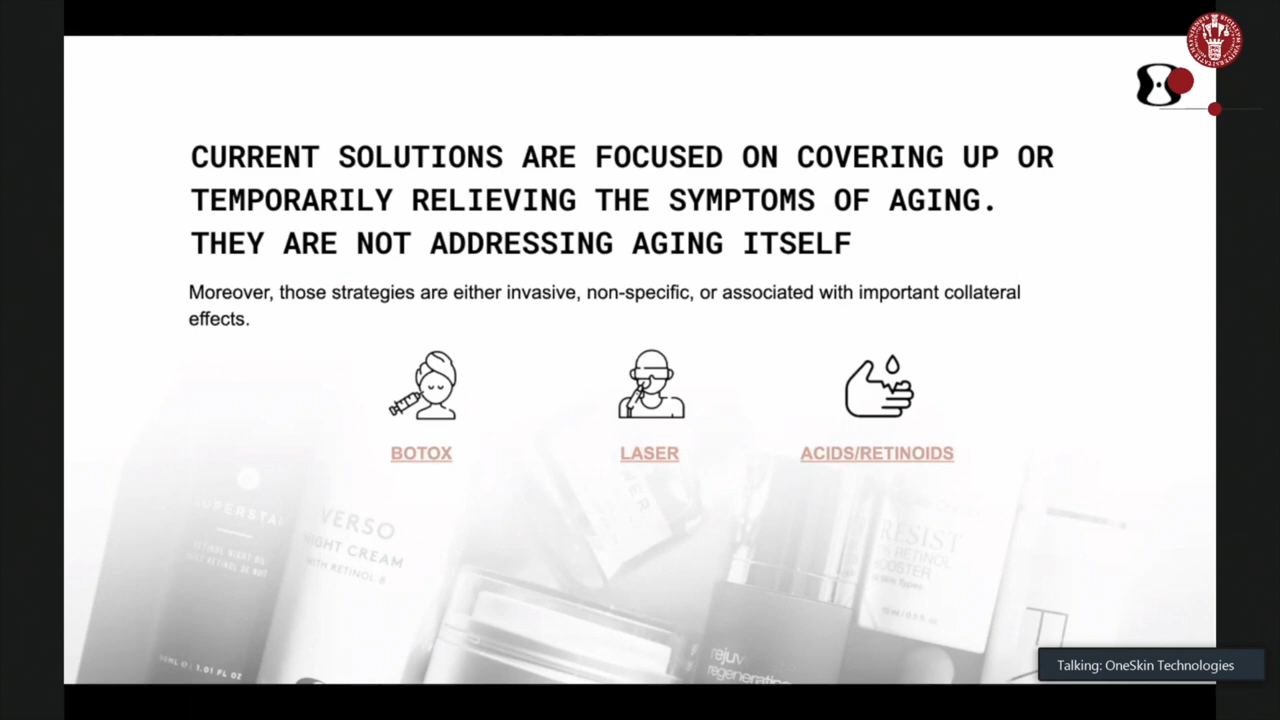 CURRENT SOLUTIONS ARE FOCUSED ON COVERING UP OR
TEMPORARILY RELIEVING THE SYMPTOMS OF AGING.
THEY ARE NOT ADDRESSING AGING ITSELF
Moreover, those strategies are either invasive, non-specific, or associated with important collateral
effects.
BOTOX
LASER
ACIDS/RETINOIDS
VERSO
NIGHT CREAM
WITH RETINOL 8
RESIST
RETINOL
BOOSTER
rejuv
Talking: OneSkin Technologies